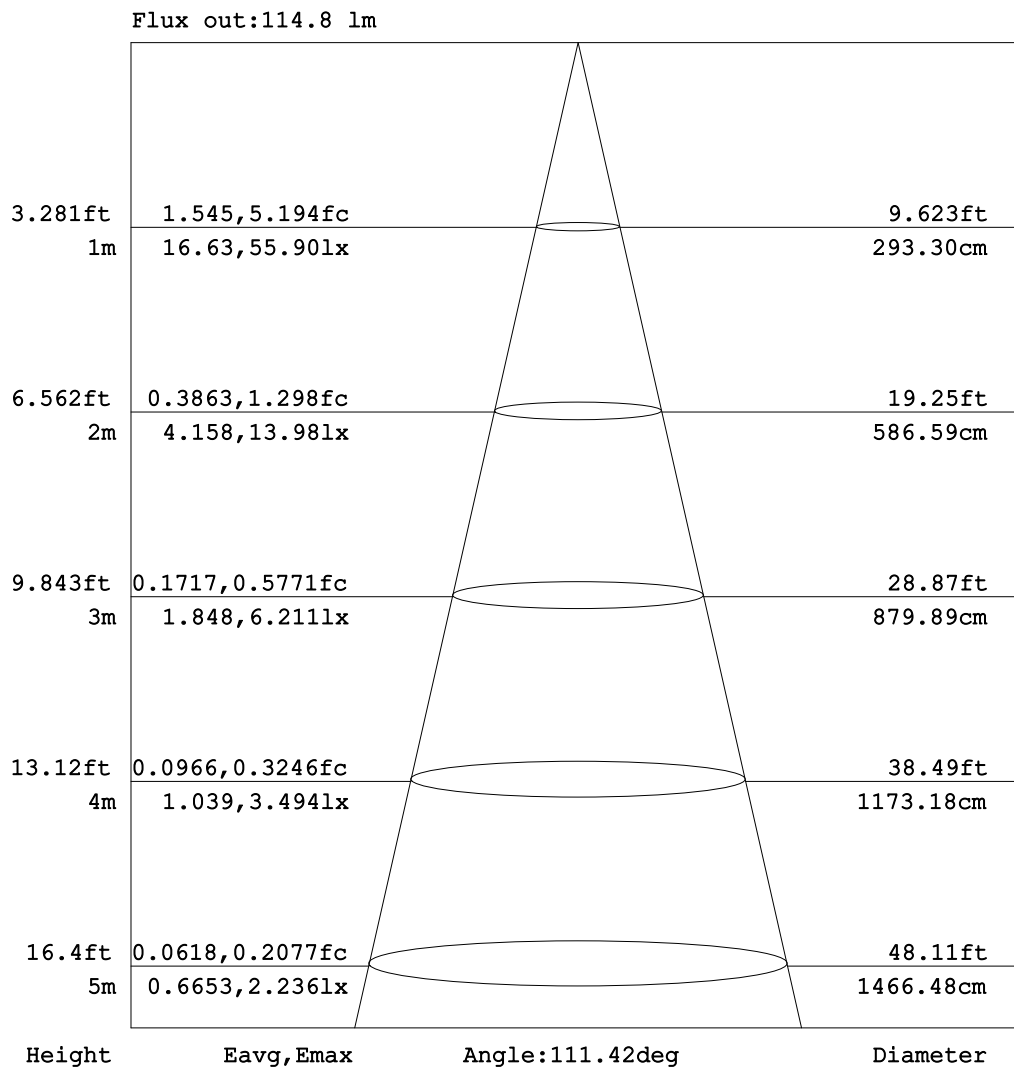 Flux out:114.8 lm
3.281ft 1.545,5.194fc 9.623ft
1m 16.63,55.90lx 293.30cm
6.562ft 0.3863,1.298fc 19.25ft
2m 4.158,13.98lx 586.59cm
9.843ft 0.1717,0.5771fc 28.87ft
3m 1.848,6.211lx 879.89cm
13.12ft 0.0966,0.3246fc 38.49ft
4m 1.039,3.494lx 1173.18cm
16.4ft 0.0618,0.2077fc 48.11ft
5m 0.6653,2.236lx 1466.48cm
Height Eavg,Emax Angle:111.42deg Diameter